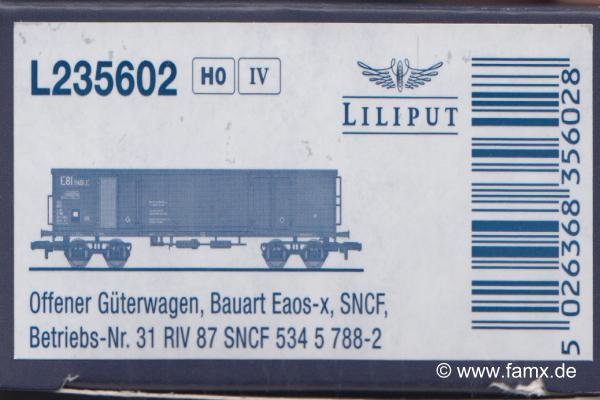 L235602 H0 IV
LILIPUT
Offener Güterwagen, Bauart Eaos-x, SNCF,
Betriebs-Nr. 31 RIV 87 SNCF 534 5 788-2
5 026368 356028
© www.famx.de